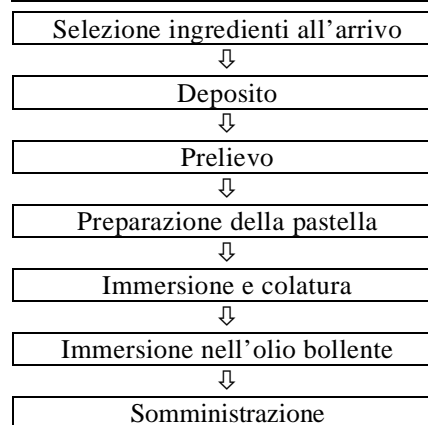 Selezione ingredienti all’arrivo
⇩
Deposito
⇩
Prelievo
⇩
Preparazione della pastella
⇩
Immersione e colatura
⇩
Immersione nell’olio bollente
⇩
Somministrazione